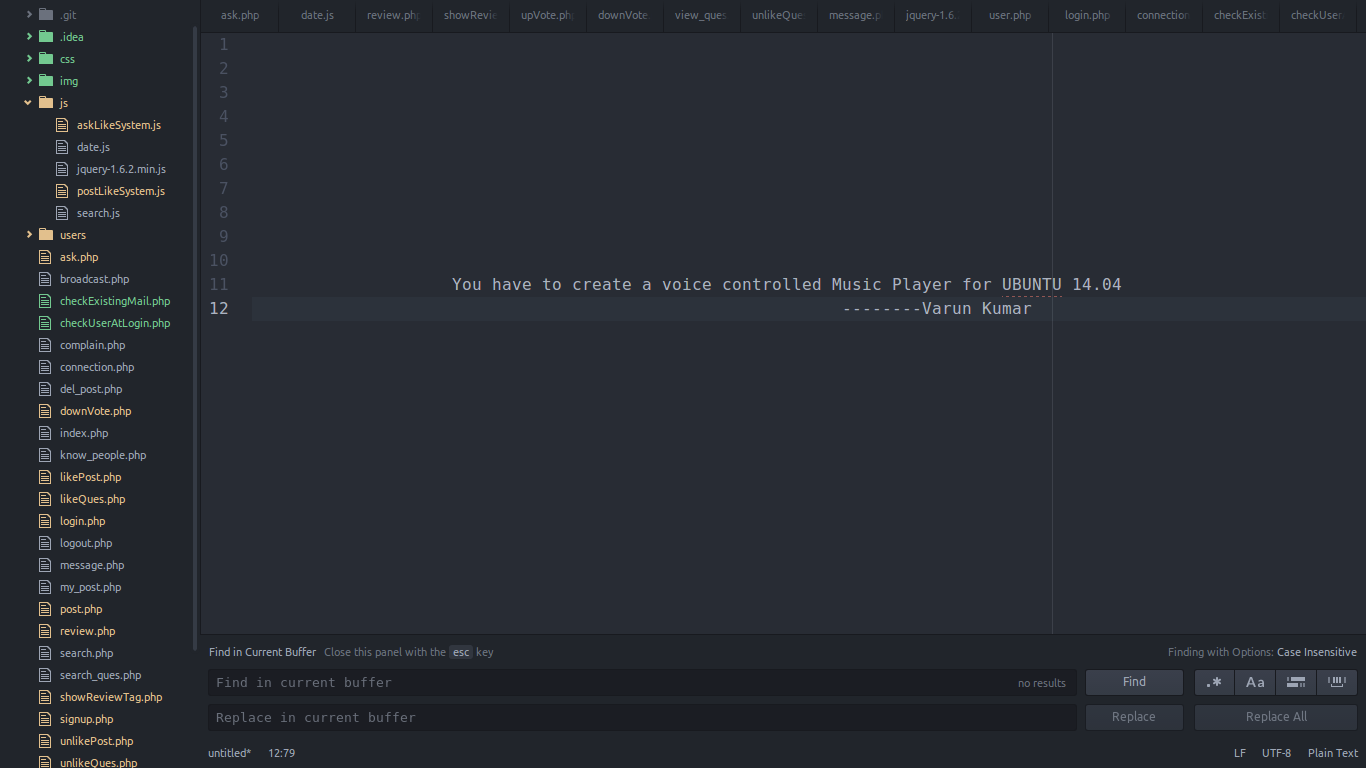 .git
.idea
css
img
js
askLikeSystem.js
date.js
jquery-1.6.2.min.js
postLikeSystem.js
search.js
users
ask.php
broadcast.php
checkExistingMail.php
checkUserAtLogin.php
complain.php
connection.php
del_post.php
downVote.php
index.php
know_people.php
likePost.php
likeQues.php
login.php
logout.php
message.php
my_post.php
post.php
review.php
search.php
search_ques.php
showReviewTag.php
signup.php
unlikePost.php
unlikeQues.php
ask.php date.js review.php showRevie upVote.php downVote. view_ques unlikeQue message.p jquery-1.6. user.php login.php connection checkExist checkUser
1
2
3
4
5
6
7
8
9
10
11 You have to create a voice controlled Music Player for UBUNTU 14.04
12 --------Varun Kumar
Find in Current Buffer Close this panel with the esc key Finding with Options: Case Insensitive
Find in current buffer no results Find .* Aa
Replace in current buffer Replace Replace All
untitled* 12:79 LF UTF-8 Plain Text